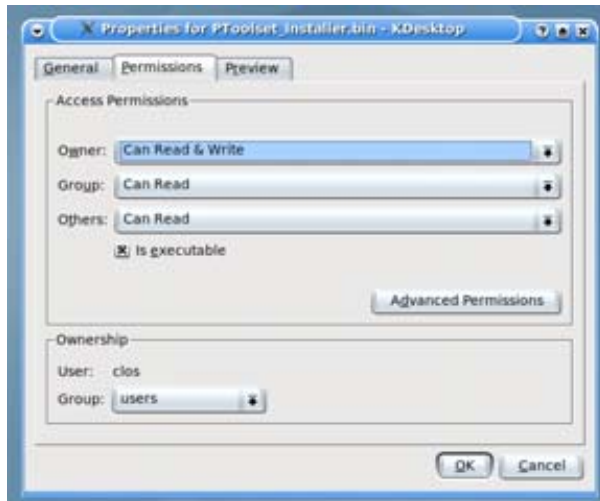 Properties for PToolset_Installer.bin - KDesktop
General Permissions Preview
Access Permissions
Owner: Can Read & Write
Group: Can Read
Others: Can Read
Is executable
Advanced Permissions
Ownership
User: clos
Group: users
OK Cancel